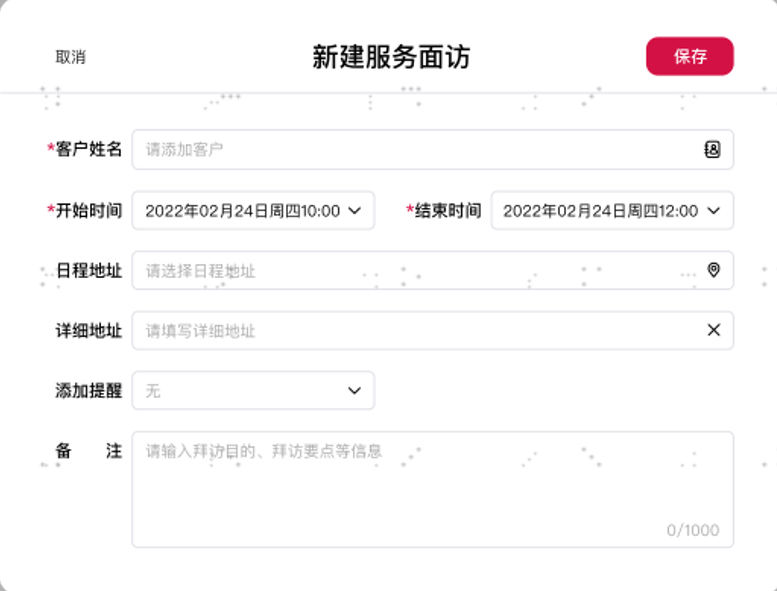 取消 新建服务面访 保存
*客户姓名 请添加客户
*开始时间 2022年02月24日周四10:00 *结束时间 2022年02月24日周四12:00
日程地址 请选择日程地址
详细地址 请填写详细地址
添加提醒 无
备 注 请输入拜访目的、拜访要点等信息
0/1000